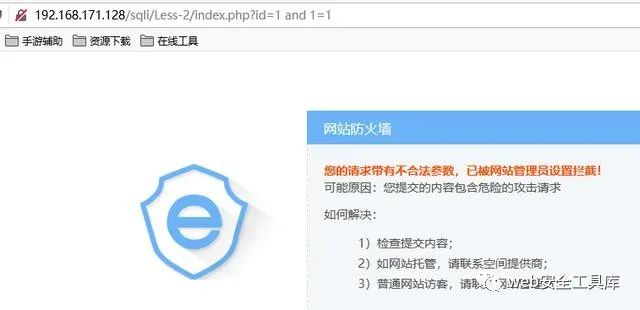 192.168.171.128/sqli/Less-2/index.php?id=1 and 1=1
手游辅助 资源下载 在线工具
网站防火墙
您的请求带有不合法参数，已被网站管理员设置拦截！
可能原因：您提交的内容包含危险的攻击请求
如何解决：
1）检查提交内容；
2）如网站托管，请联系空间提供商；
3）普通网站访客，请联
web安全工具库